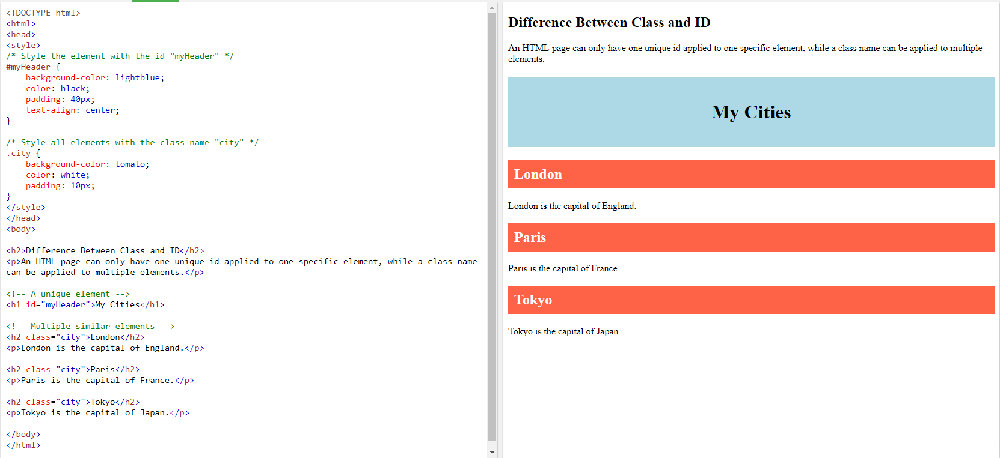 <!DOCTYPE html>
<html>
<head>
<style>
/* Style the element with the id "myHeader" */
#myHeader {
    background-color: lightblue;
    color: black;
    padding: 40px;
    text-align: center;
}

/* Style all elements with the class name "city" */
.city {
    background-color: tomato;
    color: white;
    padding: 10px;
}
</style>
</head>
<body>

<h2>Difference Between Class and ID</h2>
<p>An HTML page can only have one unique id applied to one specific element, while a class name
can be applied to multiple elements.</p>

<!-- A unique element -->
<h1 id="myHeader">My Cities</h1>

<!-- Multiple similar elements -->
<h2 class="city">London</h2>
<p>London is the capital of England.</p>

<h2 class="city">Paris</h2>
<p>Paris is the capital of France.</p>

<h2 class="city">Tokyo</h2>
<p>Tokyo is the capital of Japan.</p>

</body>
</html>
Difference Between Class and ID
An HTML page can only have one unique id applied to one specific element, while a class name can be applied to multiple
elements.
My Cities
London
London is the capital of England.
Paris
Paris is the capital of France.
Tokyo
Tokyo is the capital of Japan.